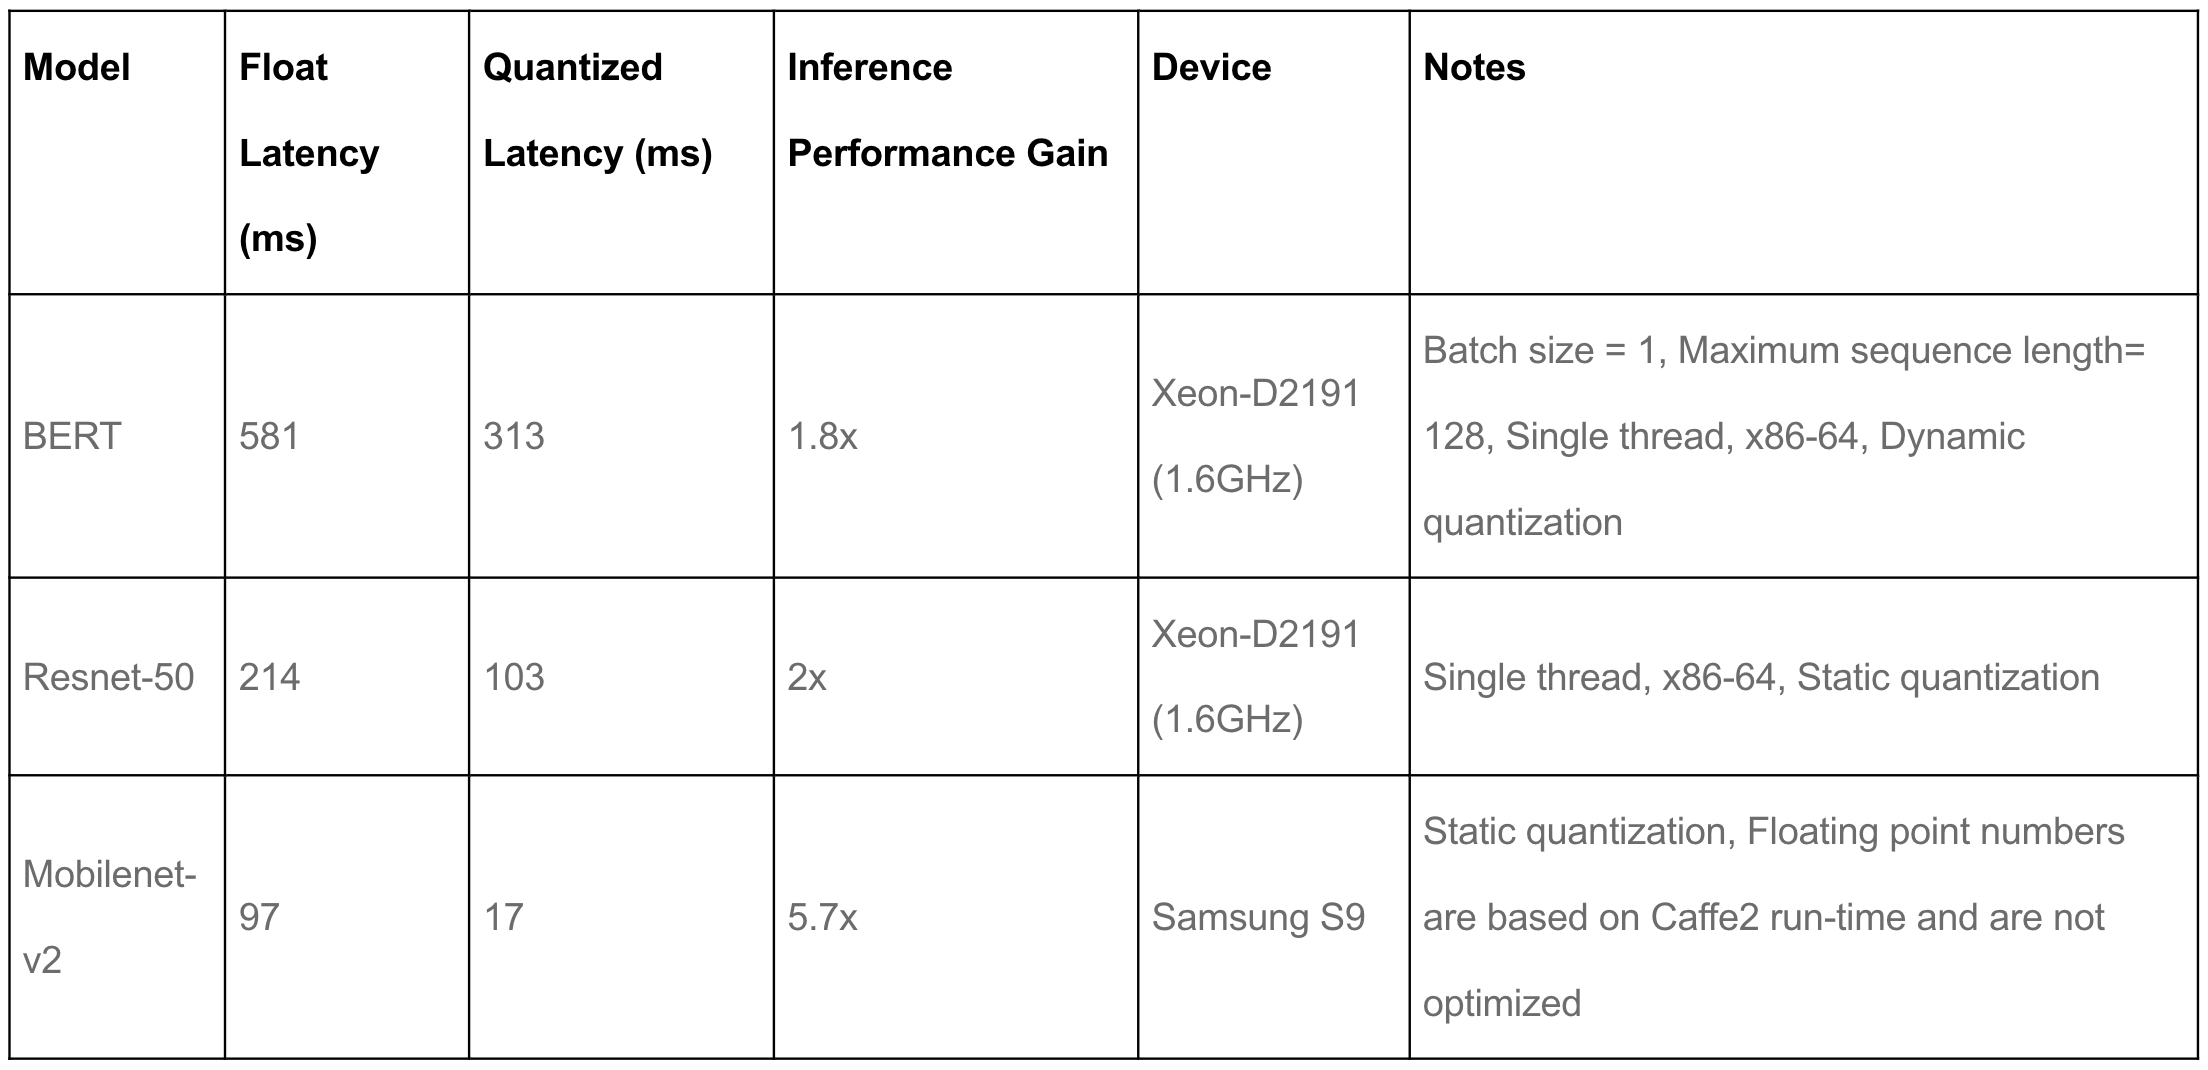 Model
Float
Latency
(ms)
Quantized
Latency (ms)
Inference
Performance Gain
Device
Notes
BERT
581
313
1.8x
Xeon-D2191
(1.6GHz)
Batch size = 1, Maximum sequence length=
128, Single thread, x86-64, Dynamic
quantization
Resnet-50
214
103
2x
Xeon-D2191
(1.6GHz)
Single thread, x86-64, Static quantization
Mobilenet-
v2
97
17
5.7x
Samsung S9
Static quantization, Floating point numbers
are based on Caffe2 run-time and are not
optimized